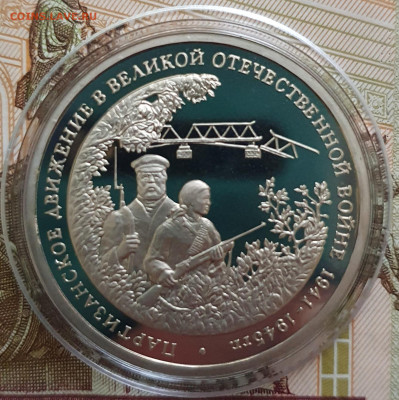 ПАРТИЗАНСКОЕ ДВИЖЕНИЕ В ВЕЛИКОЙ ОТЕЧЕСТВЕННОЙ ВОЙНЕ 1941-1945 гг.